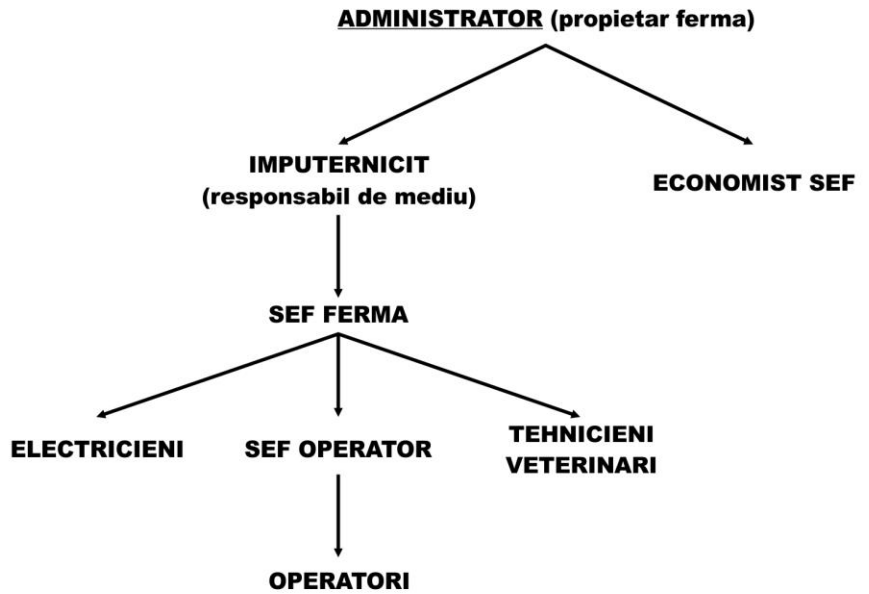 ADMINISTRATOR (propietar ferma)
IMPUTERNICIT
(responsabil de mediu)
ECONOMIST SEF
SEF FERMA
ELECTRICIENI
SEF OPERATOR
TEHNICIENI
VETERINARI
OPERATORI